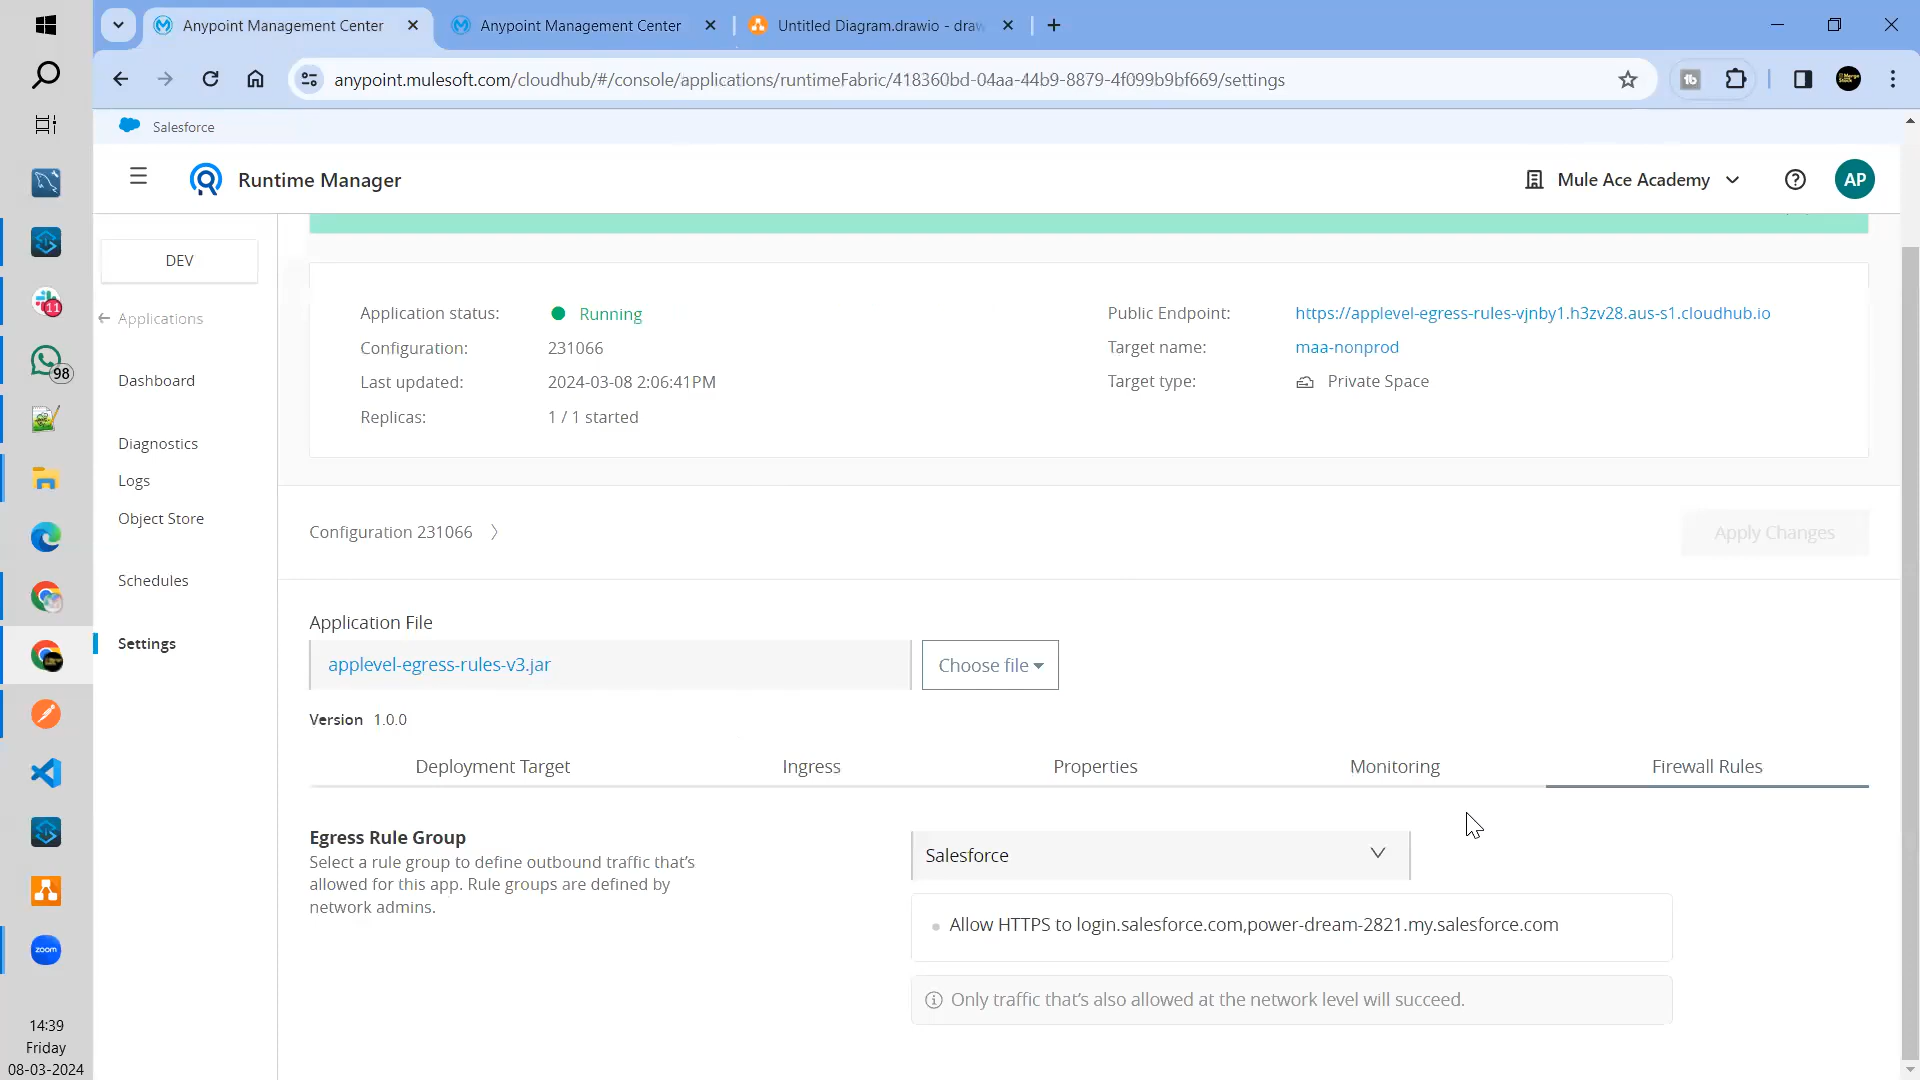 Anypoint Management Center
Anypoint Management Center
Untitled Diagram.drawio - draw
anypoint.mulesoft.com/cloudhub/#/console/applications/runtimeFabric/418360bd-04aa-44b9-8879-4f099b9bf669/settings
Salesforce
Runtime Manager
Mule Ace Academy
AP
DEV
Applications
Dashboard
Diagnostics
Logs
Object Store
Schedules
Settings
Application status: Running
Configuration: 231066
Last updated: 2024-03-08 2:06:41PM
Replicas: 1 / 1 started
Public Endpoint: https://applevel-egress-rules-vjnby1.h3zv28.aus-s1.cloudhub.io
Target name: maa-nonprod
Target type: Private Space
Configuration 231066
Apply Changes
Application File
applevel-egress-rules-v3.jar
Choose file
Version 1.0.0
Deployment Target Ingress Properties Monitoring Firewall Rules
Egress Rule Group
Select a rule group to define outbound traffic that's
allowed for this app. Rule groups are defined by
network admins.
Salesforce
Allow HTTPS to login.salesforce.com,power-dream-2821.my.salesforce.com
Only traffic that's also allowed at the network level will succeed.
11
98
zoom
14:39
Friday
08-03-2024